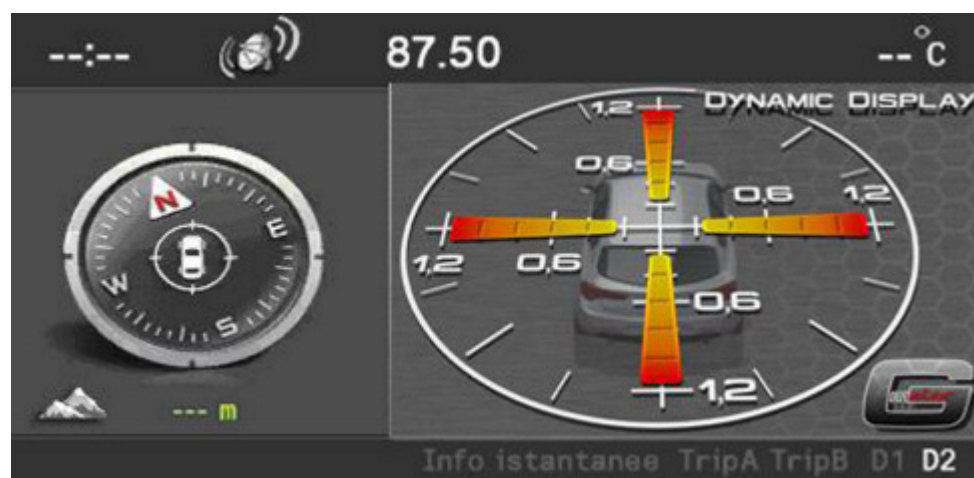 --:-- 87.50 -- °C
DYNAMIC DISPLAY
1,2
0,6
0,6 1,2
1,2 0,6
0,6
1,2
N
E
W
S
--- m
Info istantanee TripA TripB D1 D2